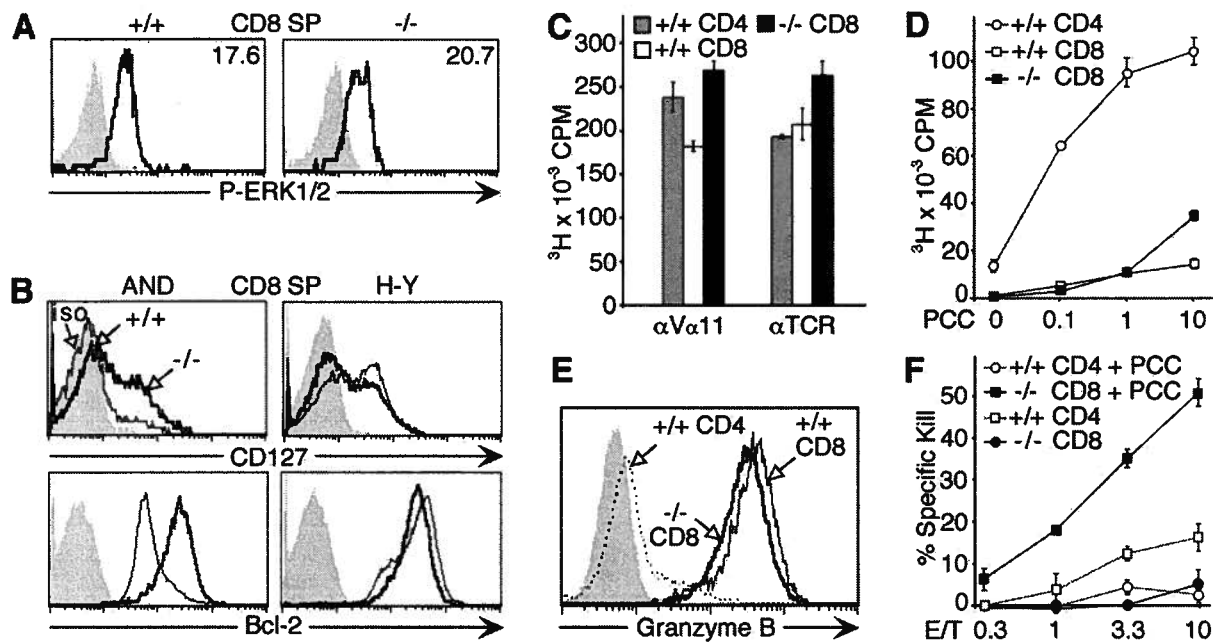 A
+/+ CD8 SP -/-
17.6
20.7
P-ERK1/2
B
AND CD8 SP H-Y
iso
+/+
-/-
CD127
Bcl-2
C
+/+ CD4
-/- CD8
+/+ CD8
³H x 10⁻³ CPM
300
250
200
150
100
50
0
αVα11
αTCR
D
+/+ CD4
+/+ CD8
-/- CD8
³H x 10⁻³ CPM
100
80
60
40
20
0
PCC 0 0.1 1 10
E
+/+ CD4
+/+
CD8
-/-
CD8
Granzyme B
F
+/+ CD4 + PCC
-/- CD8 + PCC
+/+ CD4
-/- CD8
% Specific Kill
50
40
30
20
10
0
E/T 0.3 1 3.3 10